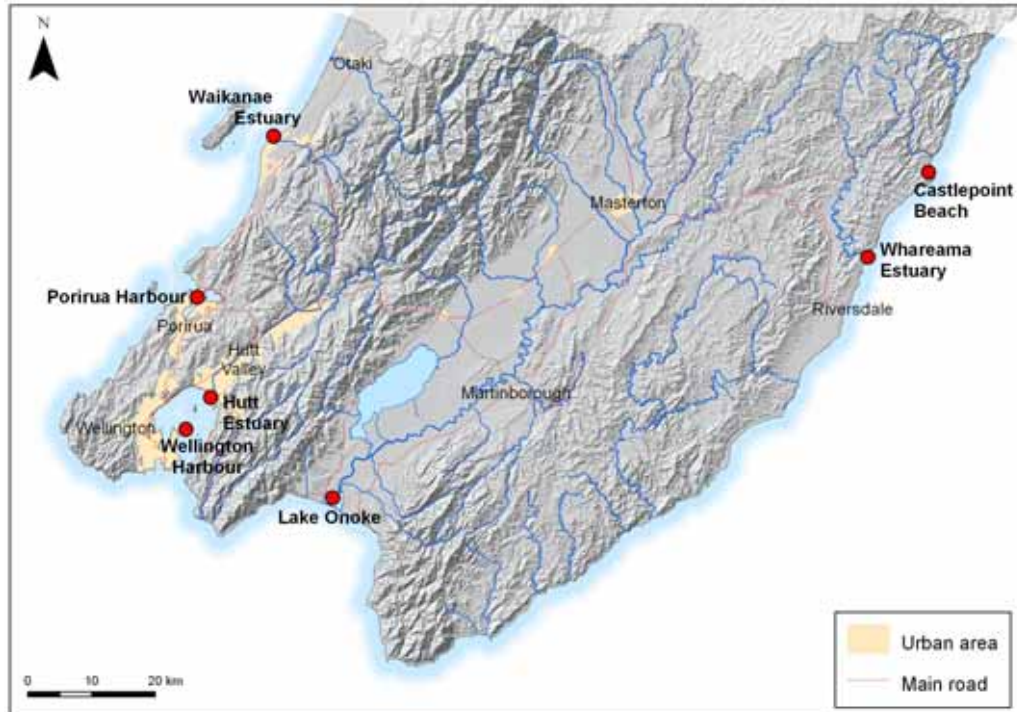 N
Otaki
Waikanae
Estuary
Masterton
Castlepoint
Beach
Whareama
Estuary
Porirua Harbour
Porirua
Riversdale
Hutt
Valley
Martinborough
Hutt
Estuary
Wellington
Wellington
Harbour
Lake Onoke
Urban area
Main road
0 10 20 km